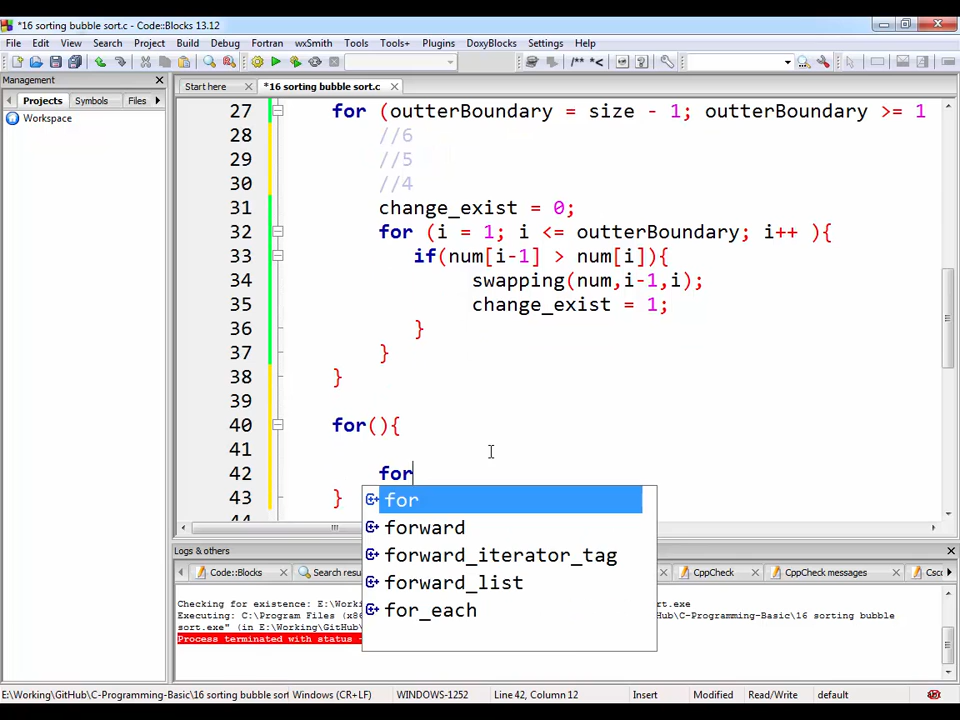 *16 sorting bubble sort.c - Code::Blocks 13.12
File Edit View Search Project Build Debug Fortran wxSmith Tools Tools+ Plugins DoxyBlocks Settings Help
/** *<
Management
Projects Symbols Files
Workspace
Start here *16 sorting bubble sort.c
27 for (outterBoundary = size - 1; outterBoundary >= 1
28 //6
29 //5
30 //4
31 change_exist = 0;
32 for (i = 1; i <= outterBoundary; i++ ){
33 if(num[i-1] > num[i]){
34 swapping(num,i-1,i);
35 change_exist = 1;
36 }
37 }
38 }
39
40 for(){
41
42 for
43 }
44
for
forward
forward_iterator_tag
forward_list
for_each
Logs & others
Code::Blocks Search resu CppCheck CppCheck messages Csco
Checking for existence: E:\Worki sort.exe
Executing: C:\Program Files (x86 Hub\C-Programming-Basic\16 sorting bubble
sort.exe" (in E:\Working\GitHub\
Process terminated with status -
E:\Working\GitHub\C-Programming-Basic\16 sorting bubble sort Windows (CR+LF) WINDOWS-1252 Line 42, Column 12 Insert Modified Read/Write default